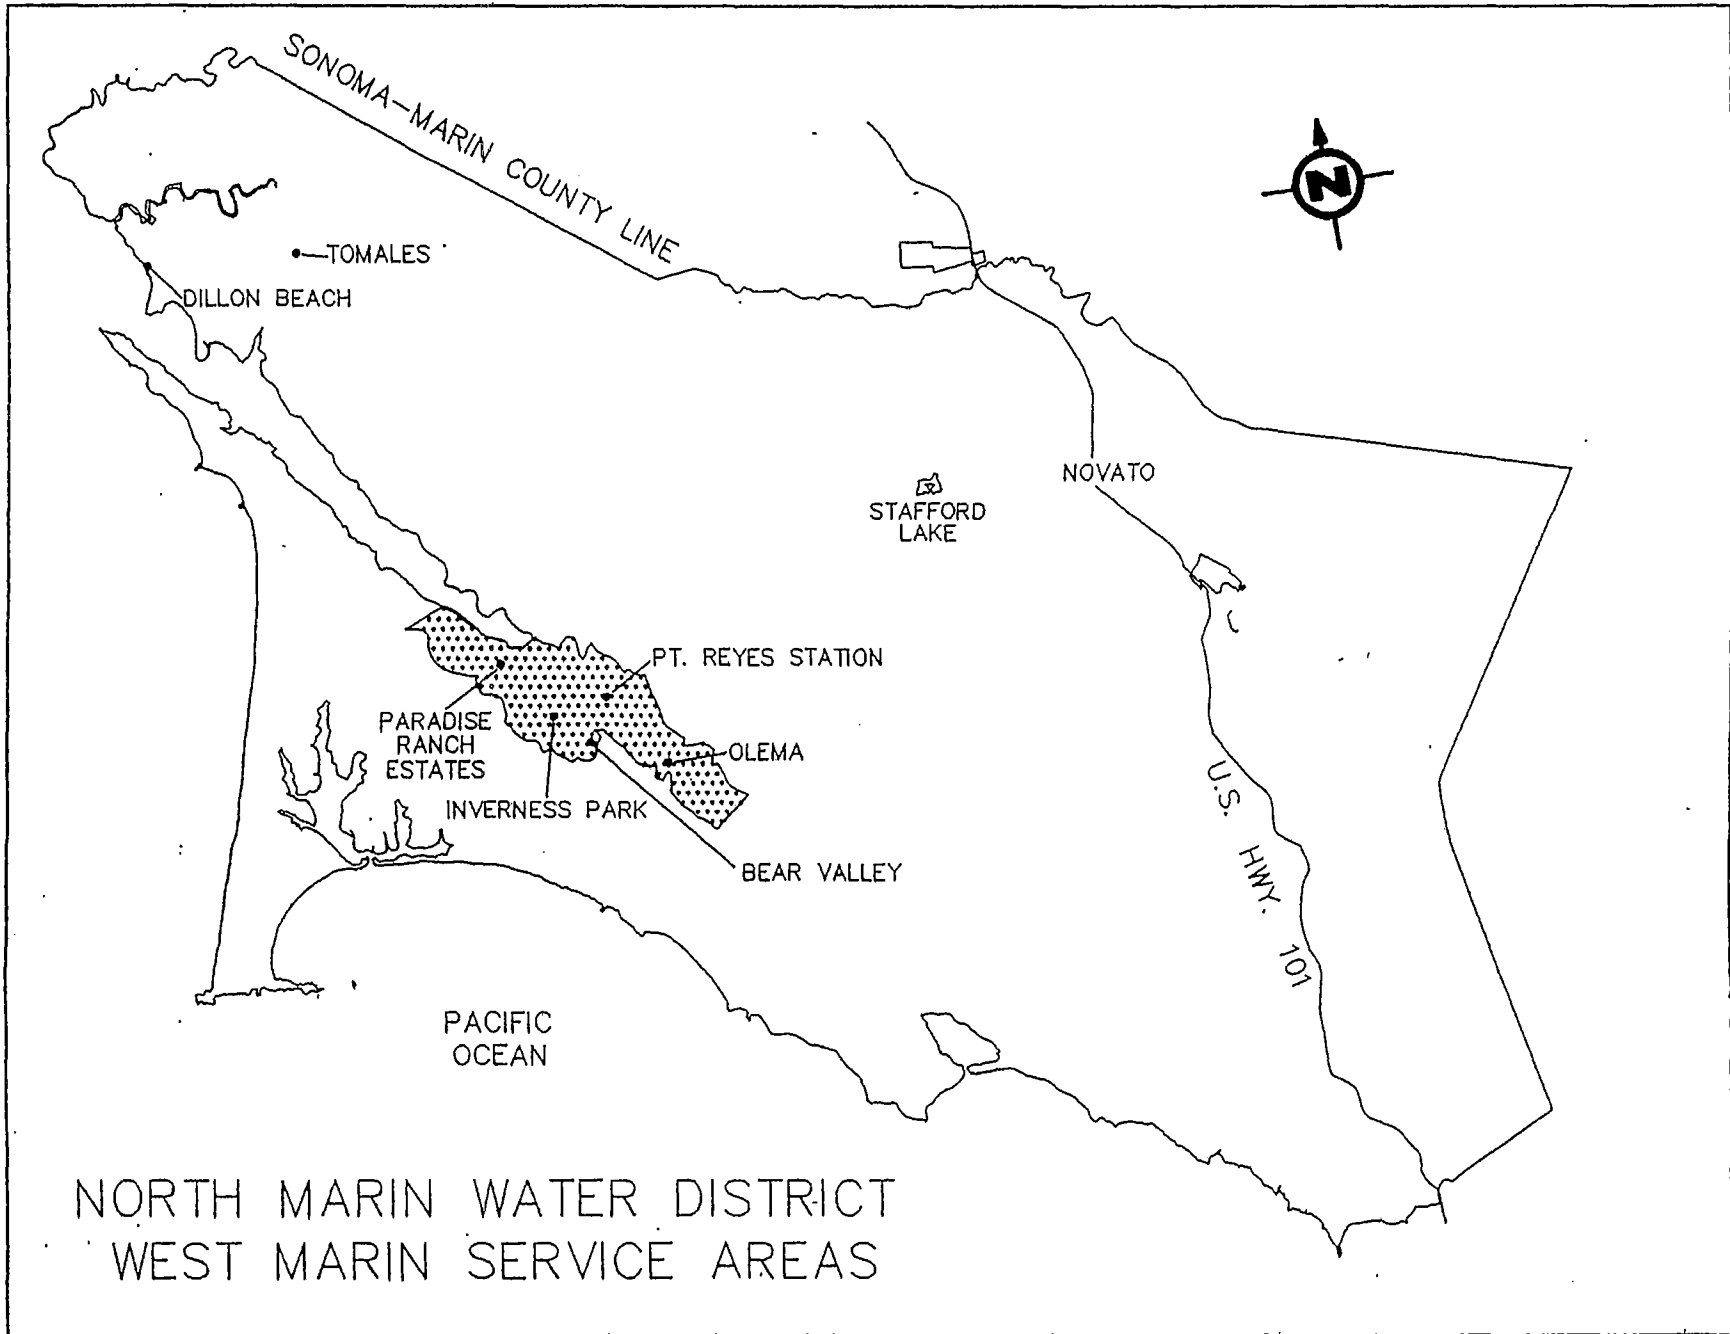 SONOMA-MARIN COUNTY LINE
N
TOMALES
DILLON BEACH
NOVATO
STAFFORD
LAKE
PT. REYES STATION
PARADISE
RANCH
ESTATES
OLEMA
INVERNESS PARK
BEAR VALLEY
U.S. HWY. 101
PACIFIC
OCEAN
NORTH MARIN WATER DISTRICT
WEST MARIN SERVICE AREAS